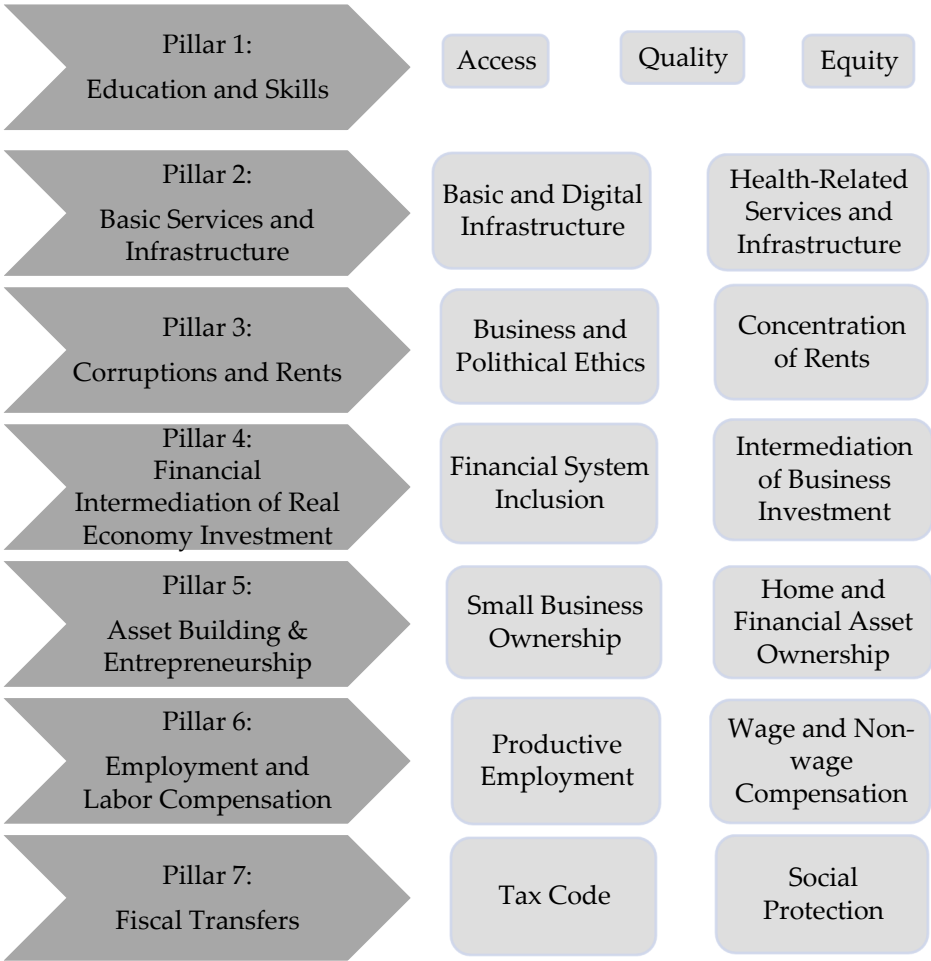 Pillar 1:
Education and Skills
Access
Quality
Equity
Pillar 2:
Basic Services and
Infrastructure
Basic and Digital
Infrastructure
Health-Related
Services and
Infrastructure
Pillar 3:
Corruptions and Rents
Business and
Polithical Ethics
Concentration
of Rents
Pillar 4:
Financial
Intermediation of Real
Economy Investment
Financial System
Inclusion
Intermediation
of Business
Investment
Pillar 5:
Asset Building &
Entrepreneurship
Small Business
Ownership
Home and
Financial Asset
Ownership
Pillar 6:
Employment and
Labor Compensation
Productive
Employment
Wage and Non-
wage
Compensation
Pillar 7:
Fiscal Transfers
Tax Code
Social
Protection